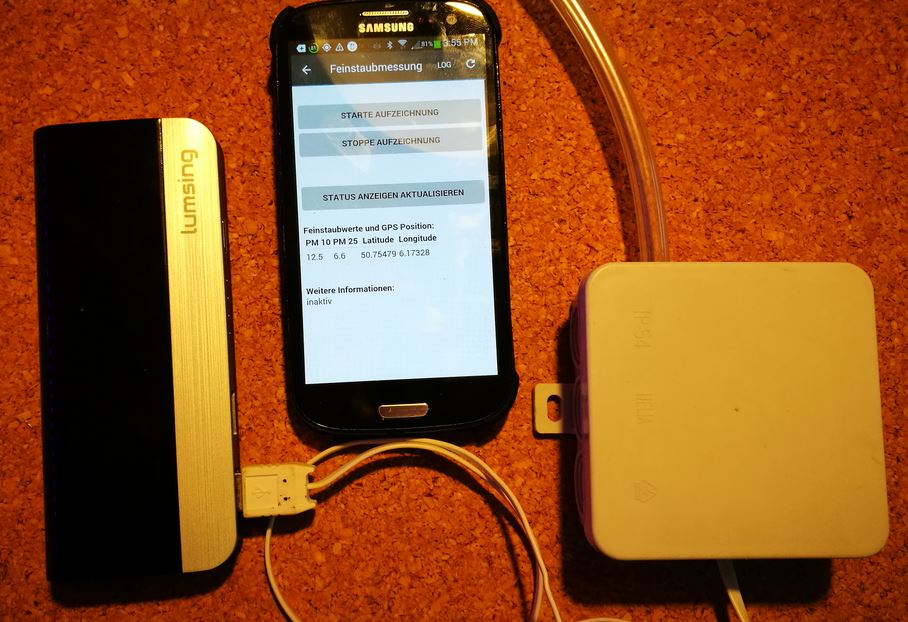 SAMSUNG
81% 3:55 PM
Feinstaubmessung LOG
STARTE AUFZEICHNUNG
STOPPE AUFZEICHNUNG
STATUS ANZEIGEN AKTUALISIEREN
Feinstaubwerte und GPS Position:
PM 10 PM 25 Latitude Longitude
12.5 6.6 50.75479 6.17328
Weitere Informationen:
inaktiv
lumsing
IP54
HELIA